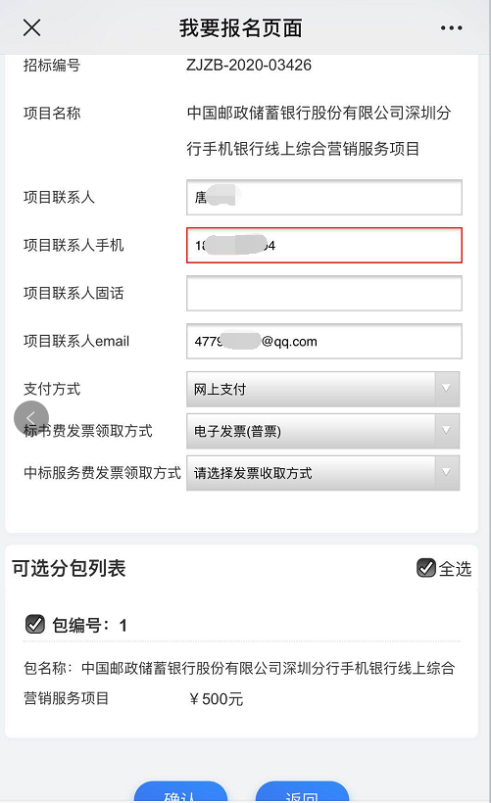 我要报名页面
招标编号 ZJZB-2020-03426
项目名称 中国邮政储蓄银行股份有限公司深圳分
行手机银行线上综合营销服务项目
项目联系人 唐
项目联系人手机 18 4
项目联系人固话
项目联系人email 4779 @qq.com
支付方式 网上支付
标书费发票领取方式 电子发票(普票)
中标服务费发票领取方式 请选择发票收取方式
可选分包列表 全选
包编号：1
包名称：中国邮政储蓄银行股份有限公司深圳分行手机银行线上综合
营销服务项目 ￥500元
确认 返回